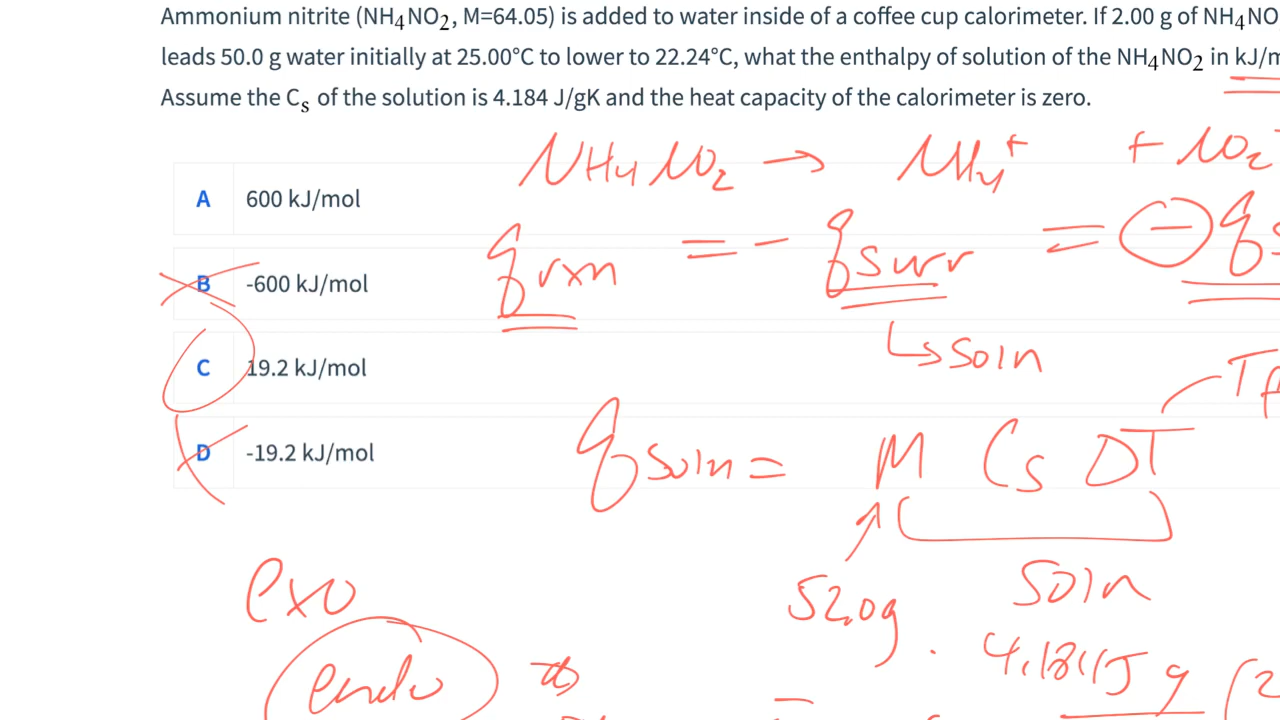 Ammonium nitrite (NH4NO2, M=64.05) is added to water inside of a coffee cup calorimeter. If 2.00 g of NH4NO
leads 50.0 g water initially at 25.00°C to lower to 22.24°C, what the enthalpy of solution of the NH4NO2 in kJ/m
Assume the Cs of the solution is 4.184 J/gK and the heat capacity of the calorimeter is zero.
NH4NO2 → NH4+ + NO2
A 600 kJ/mol
qrxn = - qsurr = - qs
B -600 kJ/mol
↳ soln
C 19.2 kJ/mol
D -19.2 kJ/mol
qsoln = M Cs DT
exo
52.0g . soln
endo